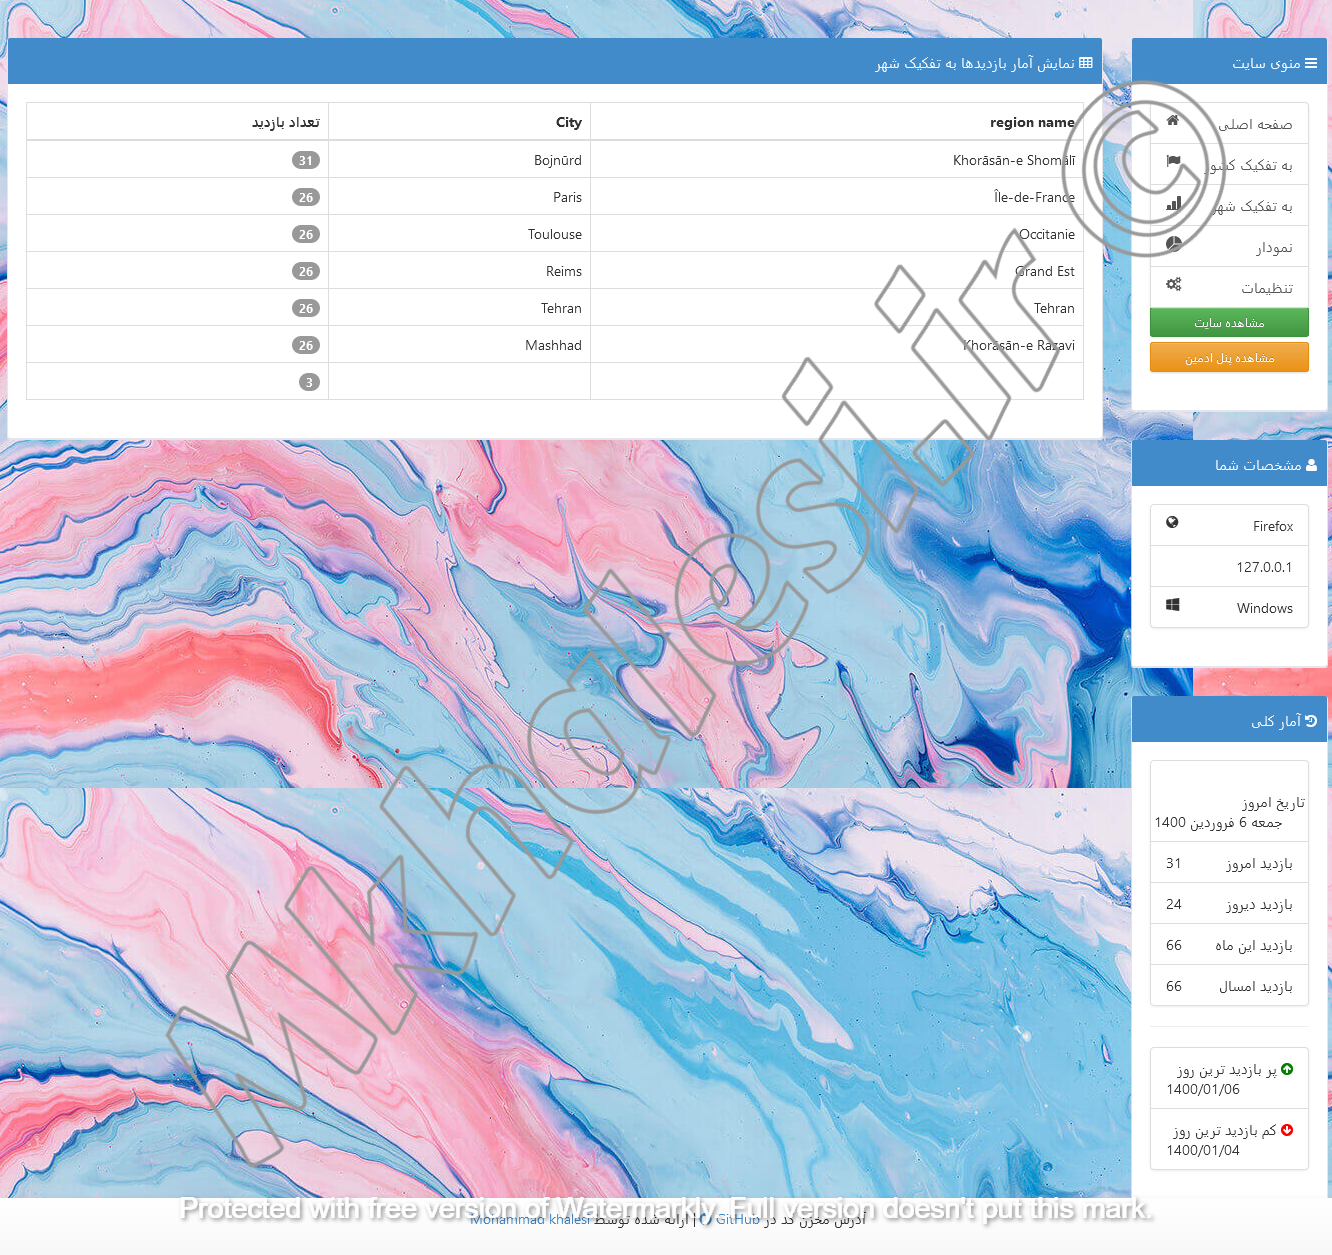 منوی سایت
صفحه اصلی
به تفکیک کشور
به تفکیک شهر
نمودار
تنظیمات
مشاهده سایت
مشاهده پنل ادمین
نمایش آمار بازدیدها به تفکیک شهر
region name City تعداد بازدید
Khorāsān-e Shomālī Bojnūrd 31
Île-de-France Paris 26
Occitanie Toulouse 26
Grand Est Reims 26
Tehran Tehran 26
Khorāsān-e Razavi Mashhad 26
3
مشخصات شما
Firefox
127.0.0.1
Windows
آمار کلی
تاریخ امروز
جمعه 6 فروردین 1400
بازدید امروز 31
بازدید دیروز 24
بازدید این ماه 66
بازدید امسال 66
پر بازدید ترین روز
1400/01/06
کم بازدید ترین روز
1400/01/04
آدرس مخزن کد در GitHub | ارائه شده توسط Mohammad khalesi
Mkhalesi.ir ©
Protected with free version of Watermarkly. Full version doesn't put this mark.